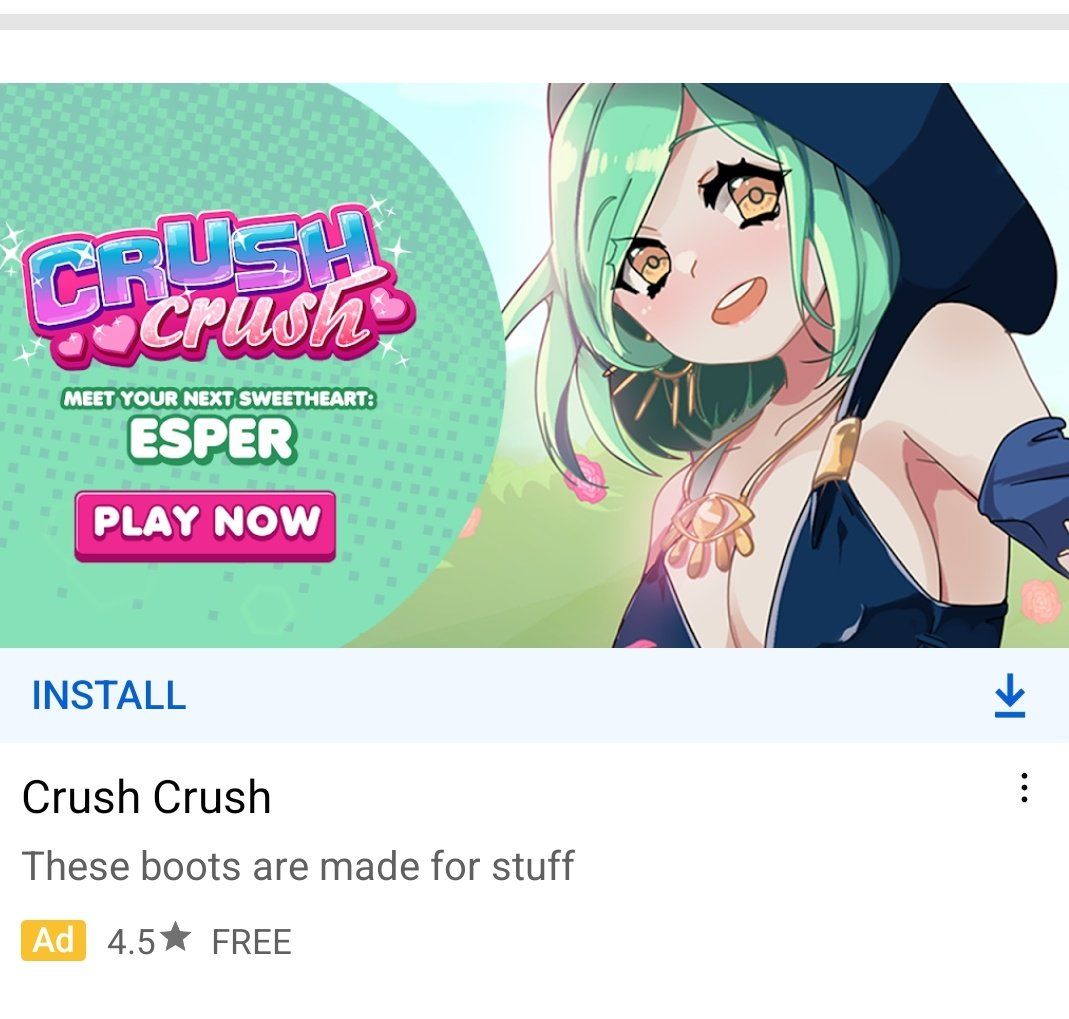 CRUSH
crush
MEET YOUR NEXT SWEETHEART:
ESPER
PLAY NOW
INSTALL
Crush Crush
These boots are made for stuff
Ad 4.5★ FREE